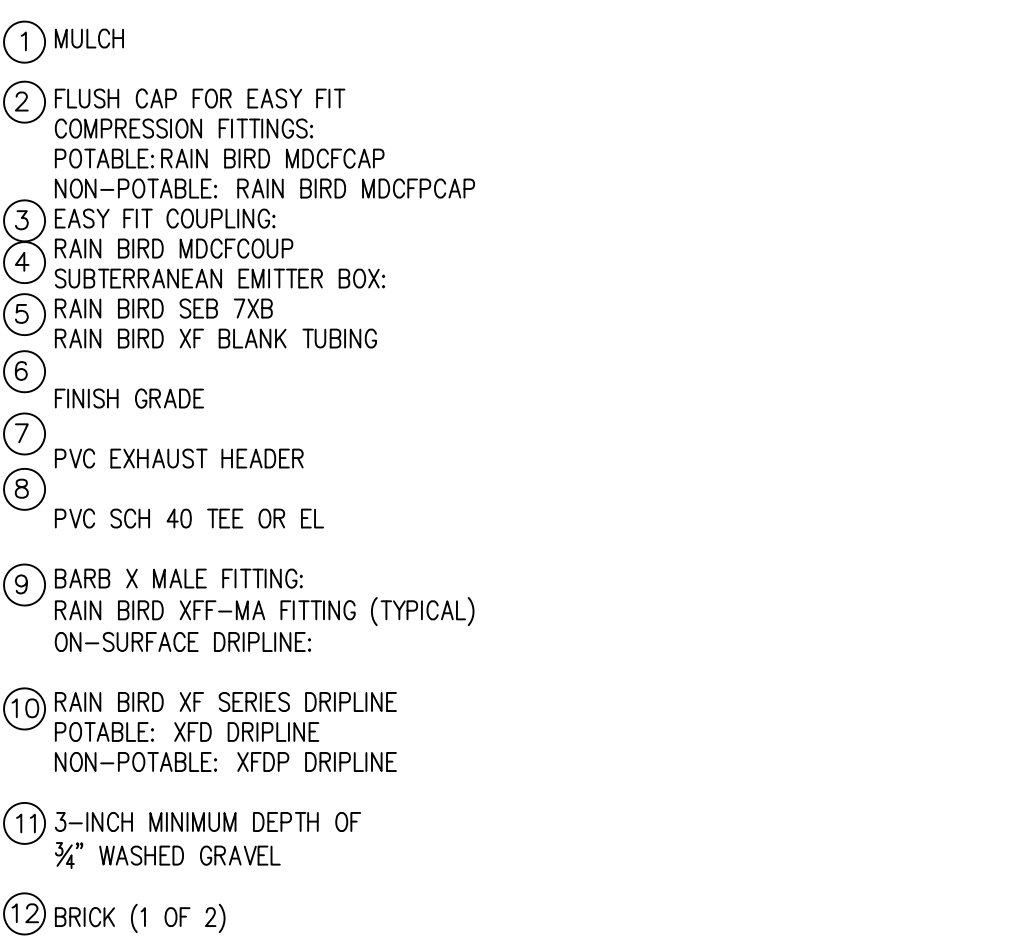 1 MULCH
2 FLUSH CAP FOR EASY FIT
COMPRESSION FITTINGS:
POTABLE: RAIN BIRD MDCFCAP
NON-POTABLE: RAIN BIRD MDCFPCAP
3 EASY FIT COUPLING:
4 RAIN BIRD MDCFCOUP
SUBTERRANEAN EMITTER BOX:
5 RAIN BIRD SEB 7XB
RAIN BIRD XF BLANK TUBING
6
FINISH GRADE
7
PVC EXHAUST HEADER
8
PVC SCH 40 TEE OR EL
9 BARB X MALE FITTING:
RAIN BIRD XFF-MA FITTING (TYPICAL)
ON-SURFACE DRIPLINE:
10 RAIN BIRD XF SERIES DRIPLINE
POTABLE: XFD DRIPLINE
NON-POTABLE: XFDP DRIPLINE
11 3-INCH MINIMUM DEPTH OF
¾" WASHED GRAVEL
12 BRICK (1 OF 2)